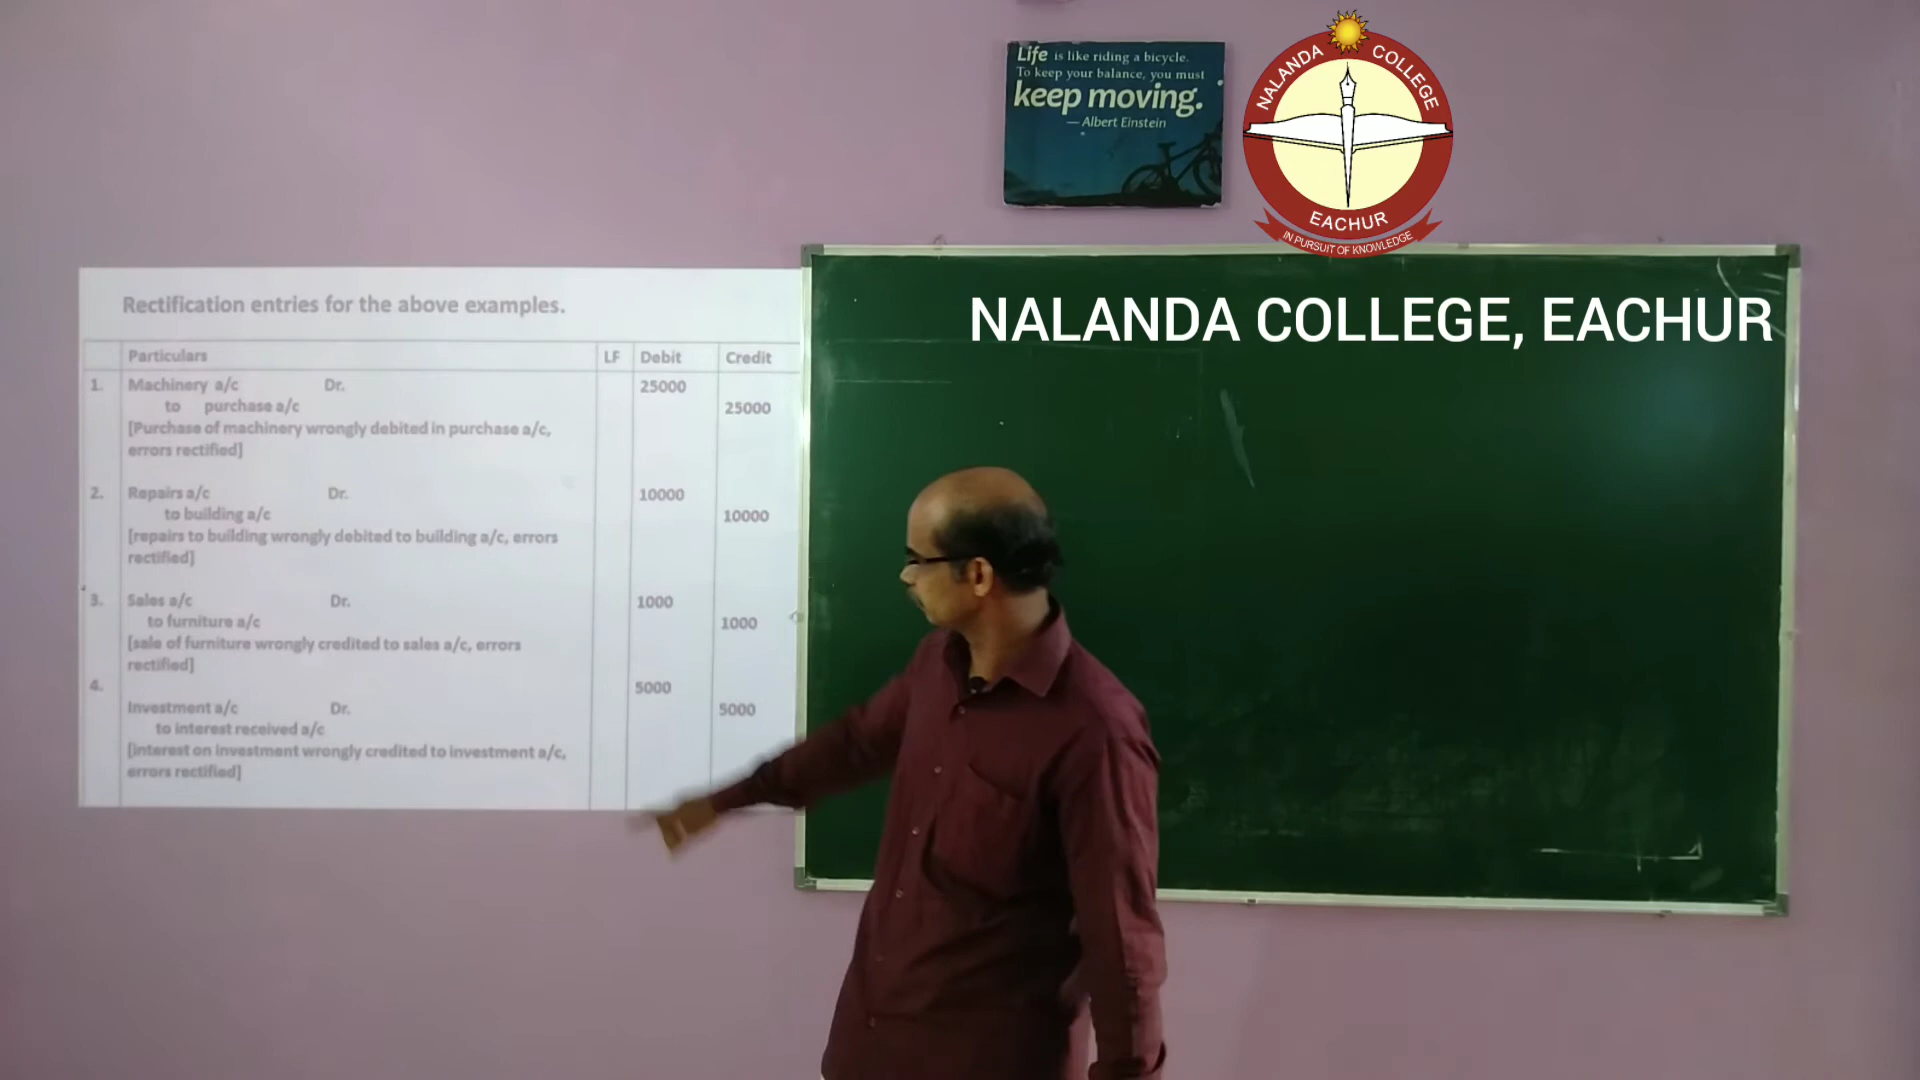 Life is like riding a bicycle.
To keep your balance, you must
keep moving.
— Albert Einstein
NALANDA COLLEGE
EACHUR
IN PURSUIT OF KNOWLEDGE
NALANDA COLLEGE, EACHUR
Rectification entries for the above examples.
Particulars LF Debit Credit
1. Machinery a/c Dr. 25000
to purchase a/c 25000
[Purchase of machinery wrongly debited in purchase a/c,
errors rectified]
2. Repairs a/c Dr. 10000
to building a/c 10000
[repairs to building wrongly debited to building a/c, errors
rectified]
3. Sales a/c Dr. 1000
to furniture a/c 1000
[sale of furniture wrongly credited to sales a/c, errors
rectified]
4. 5000
Investment a/c Dr. 5000
to interest received a/c
[interest on investment wrongly credited to investment a/c,
errors rectified]